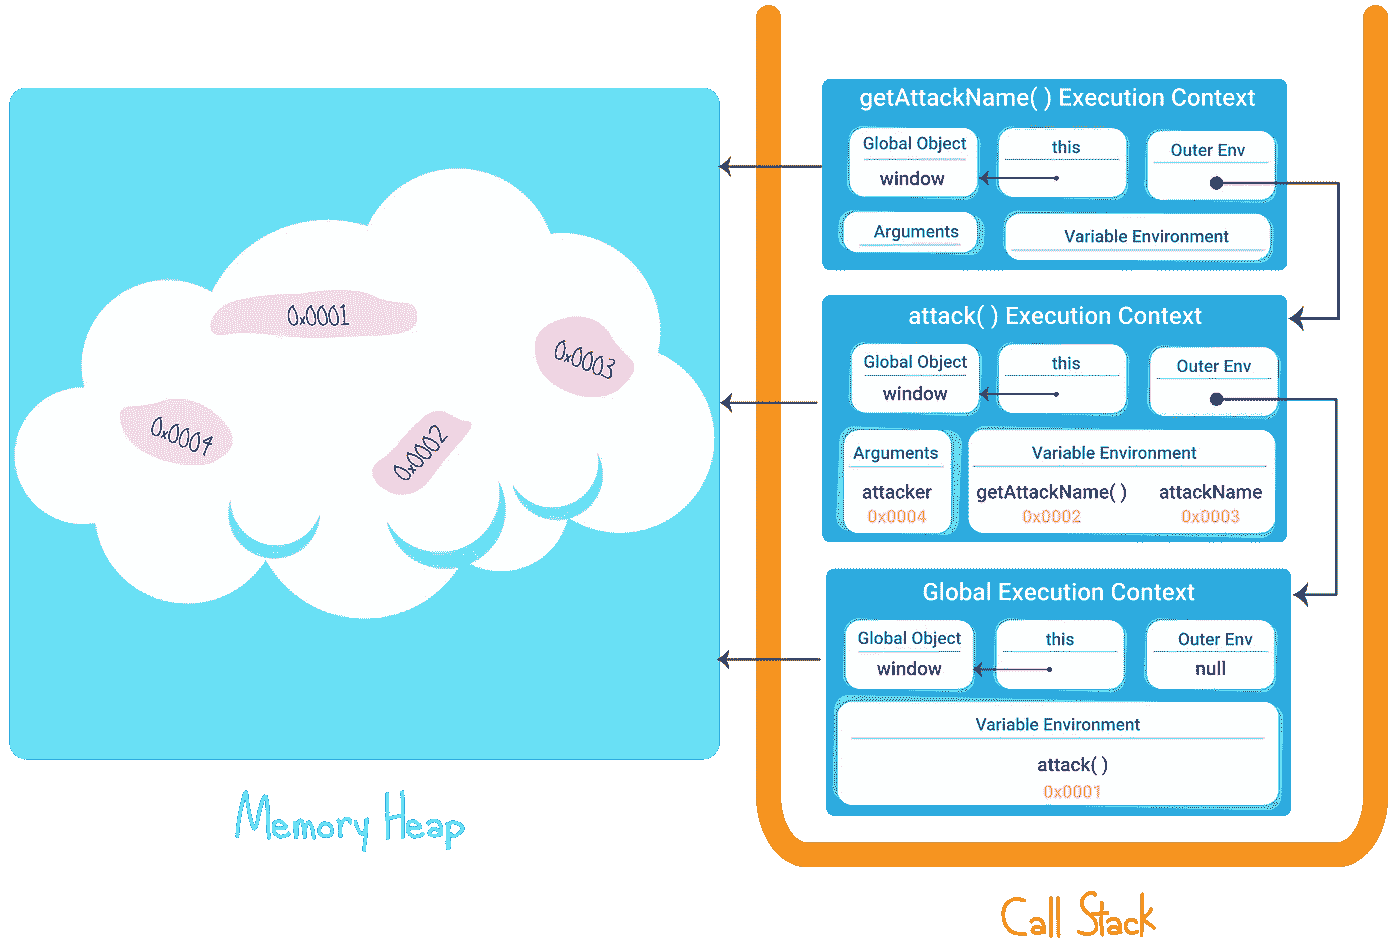 getAttackName( ) Execution Context
Global Object
window
this
Outer Env
Arguments
Variable Environment
attack( ) Execution Context
Global Object
window
this
Outer Env
Arguments
attacker
0x0004
Variable Environment
getAttackName( )
0x0002
attackName
0x0003
Global Execution Context
Global Object
window
this
Outer Env
null
Variable Environment
attack( )
0x0001
0x0001
0x0003
0x0004
0x0002
Memory Heap
Call Stack